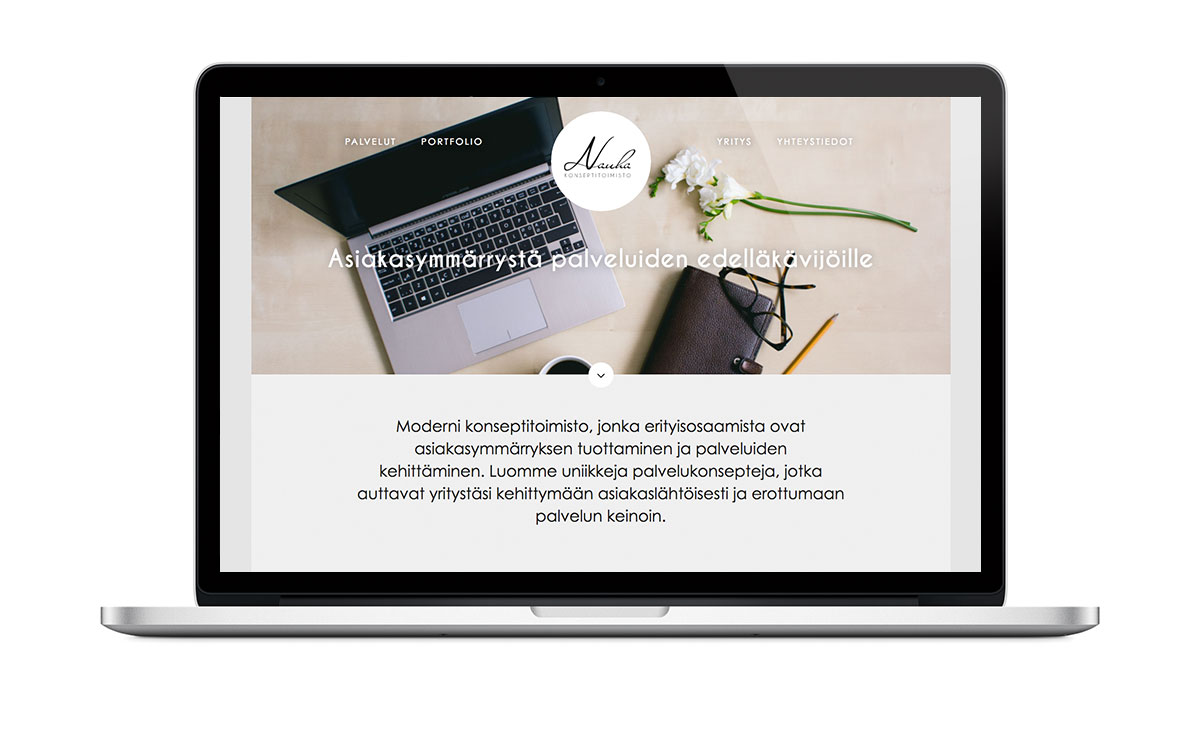 PALVELUT PORTFOLIO
Nauha
KONSEPTITOIMISTO
YRITYS YHTEYSTIEDOT
Asiakasymmärrystä palveluiden edelläkävijöille
Moderni konseptitoimisto, jonka erityisosaamista ovat
asiakasymmärryksen tuottaminen ja palveluiden
kehittäminen. Luomme uniikkeja palvelukonsepteja, jotka
auttavat yritystäsi kehittymään asiakaslähtöisesti ja erottumaan
palvelun keinoin.